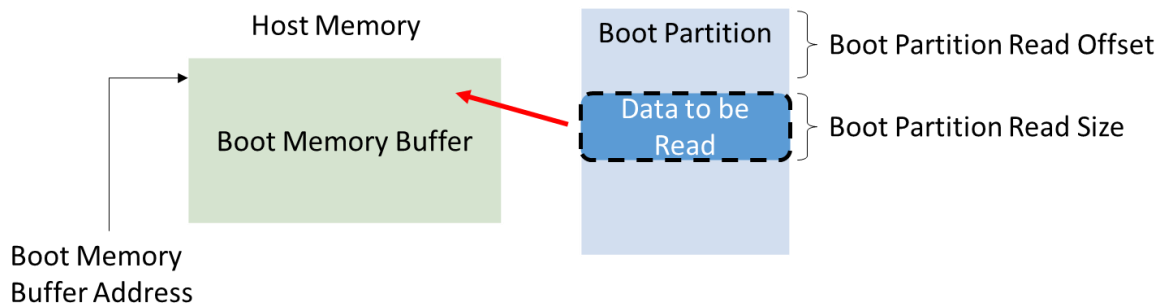 Host Memory
Boot Partition
Boot Partition Read Offset
Boot Memory Buffer
Data to be
Read
Boot Partition Read Size
Boot Memory
Buffer Address